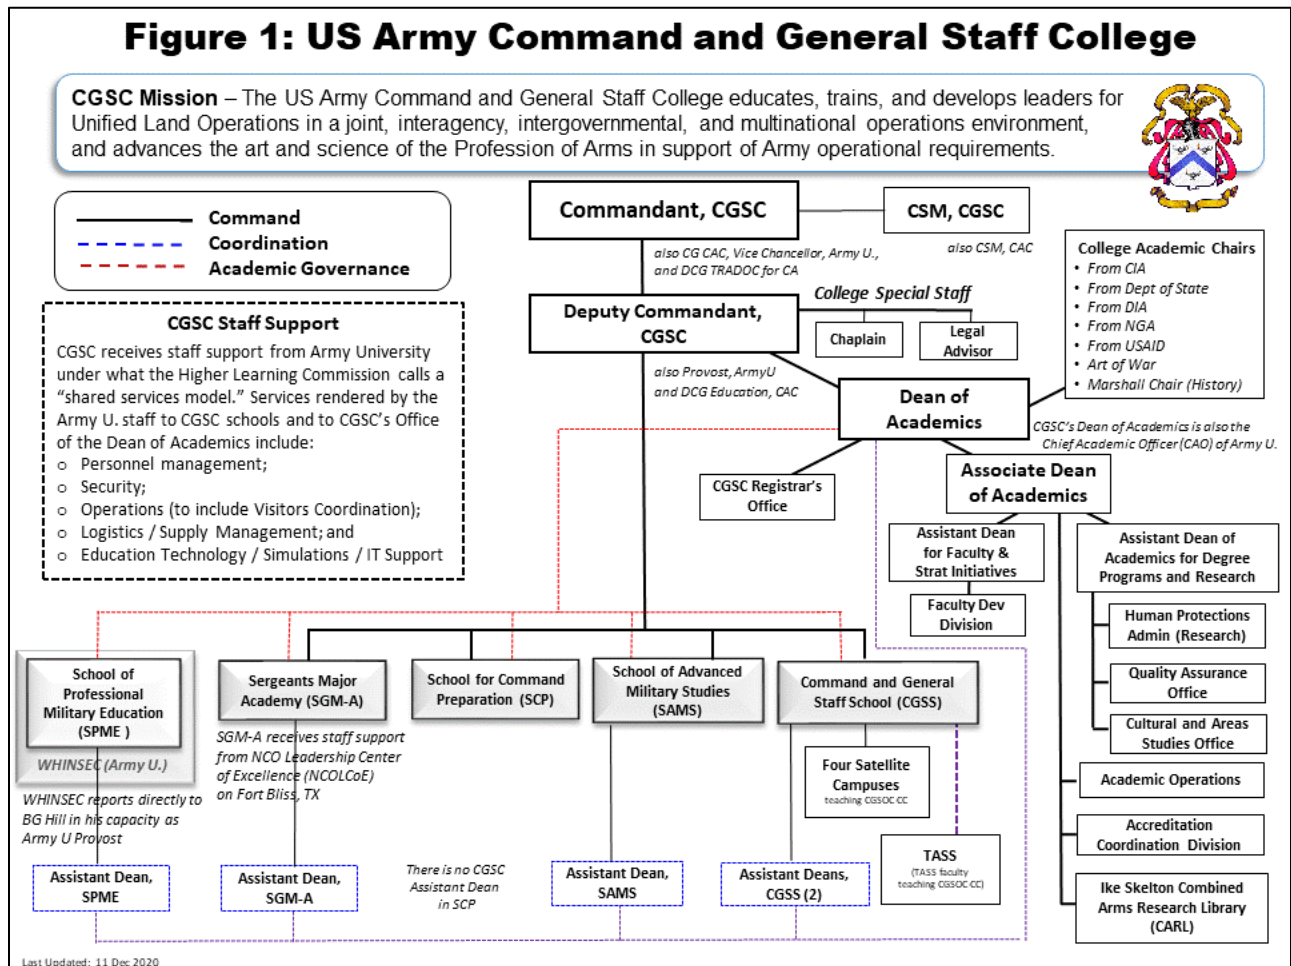 Figure 1: US Army Command and General Staff College
CGSC Mission – The US Army Command and General Staff College educates, trains, and develops leaders for
Unified Land Operations in a joint, interagency, intergovernmental, and multinational operations environment,
and advances the art and science of the Profession of Arms in support of Army operational requirements.
Command
Coordination
Academic Governance
Commandant, CGSC
CSM, CGSC
also CG CAC, Vice Chancellor, Army U.,
and DCG TRADOC for CA
also CSM, CAC
College Academic Chairs
• From CIA
• From Dept of State
• From DIA
• From NGA
• From USAID
• Art of War
• Marshall Chair (History)
CGSC Staff Support
CGSC receives staff support from Army University
under what the Higher Learning Commission calls a
“shared services model.” Services rendered by the
Army U. staff to CGSC schools and to CGSC’s Office
of the Dean of Academics include:
o Personnel management;
o Security;
o Operations (to include Visitors Coordination);
o Logistics / Supply Management; and
o Education Technology / Simulations / IT Support
Deputy Commandant,
CGSC
College Special Staff
Chaplain
Legal
Advisor
also Provost, ArmyU
and DCG Education, CAC
Dean of
Academics
CGSC’s Dean of Academics is also the
Chief Academic Officer (CAO) of Army U.
CGSC Registrar’s
Office
Associate Dean
of Academics
Assistant Dean
for Faculty &
Strat Initiatives
Faculty Dev
Division
Assistant Dean of
Academics for Degree
Programs and Research
Human Protections
Admin (Research)
Quality Assurance
Office
Cultural and Areas
Studies Office
Academic Operations
Accreditation
Coordination Division
Ike Skelton Combined
Arms Research Library
(CARL)
School of
Professional
Military Education
(SPME )
WHINSEC (Army U.)
WHINSEC reports directly to
BG Hill in his capacity as
Army U Provost
Sergeants Major
Academy (SGM-A)
SGM-A receives staff support
from NCO Leadership Center
of Excellence (NCOLCoE)
on Fort Bliss, TX
School for Command
Preparation (SCP)
School of Advanced
Military Studies
(SAMS)
Command and General
Staff School (CGSS)
Four Satellite
Campuses
teaching CGSOC CC
TASS
(TASS faculty
teaching CGSOC CC)
Assistant Dean,
SPME
Assistant Dean,
SGM-A
There is no CGSC
Assistant Dean
in SCP
Assistant Dean,
SAMS
Assistant Deans,
CGSS (2)
Last Updated: 11 Dec 2020